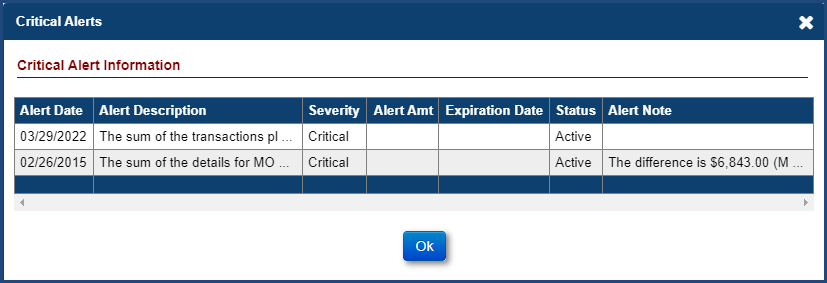 Critical Alerts
Critical Alert Information
Alert Date Alert Description Severity Alert Amt Expiration Date Status Alert Note
03/29/2022 The sum of the transactions pl ... Critical Active
02/26/2015 The sum of the details for MO ... Critical Active The difference is $6,843.00 (M ...
Ok